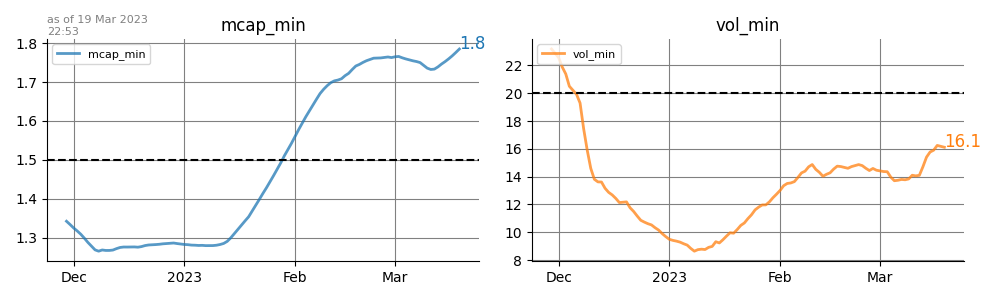 as of 19 Mar 2023
22:53
mcap_min
mcap_min
1.8
1.8
1.7
1.6
1.5
1.4
1.3
Dec
2023
Feb
Mar
vol_min
vol_min
22
20
18
16
14
12
10
8
16.1
Dec
2023
Feb
Mar